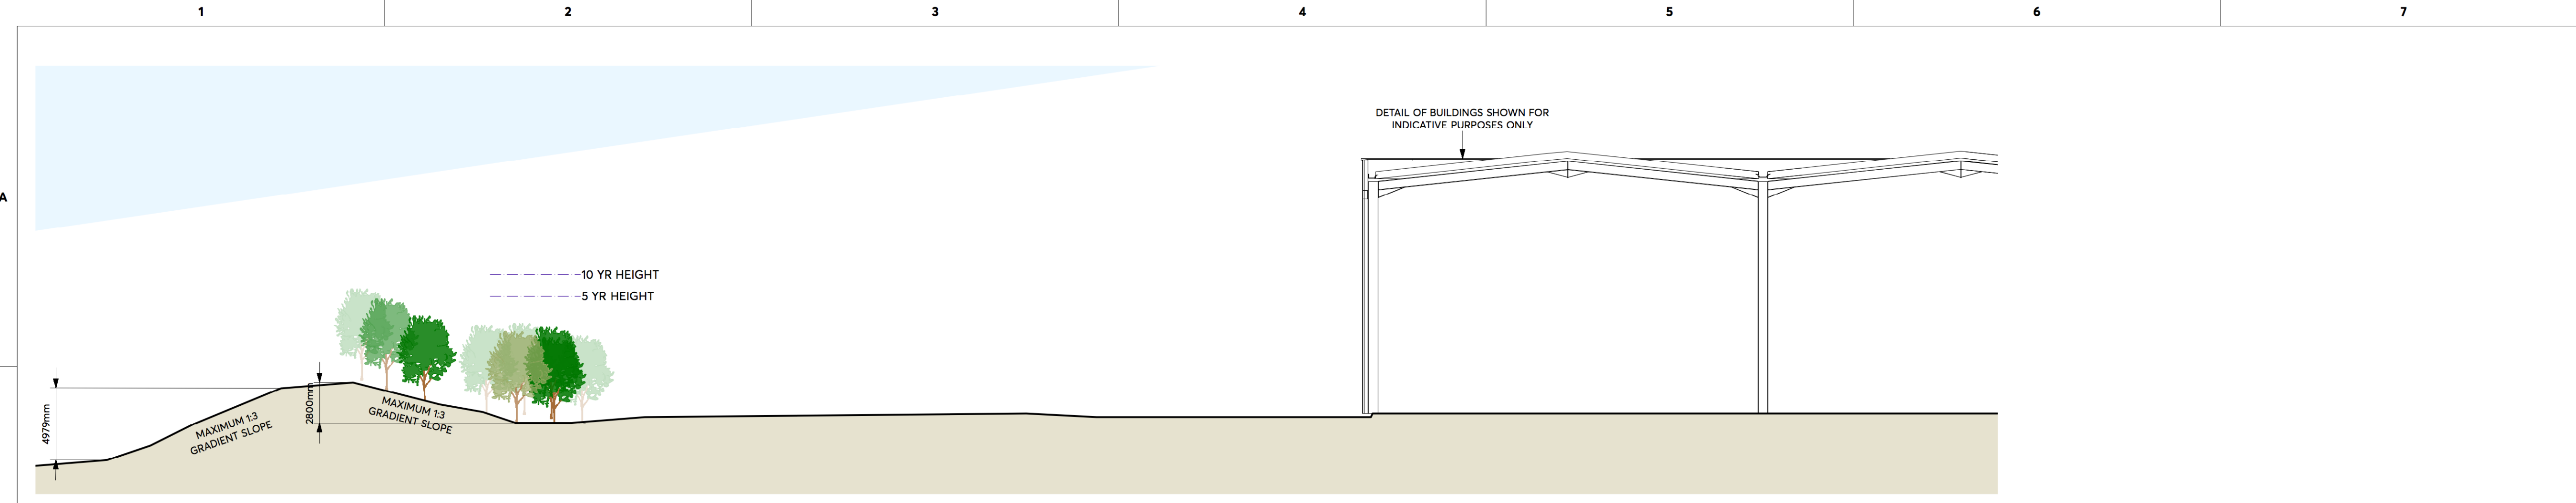 1 2 3 4 5 6 7
A
DETAIL OF BUILDINGS SHOWN FOR
INDICATIVE PURPOSES ONLY
10 YR HEIGHT
5 YR HEIGHT
4979mm
MAXIMUM 1:3
GRADIENT SLOPE
2800mm
MAXIMUM 1:3
GRADIENT SLOPE